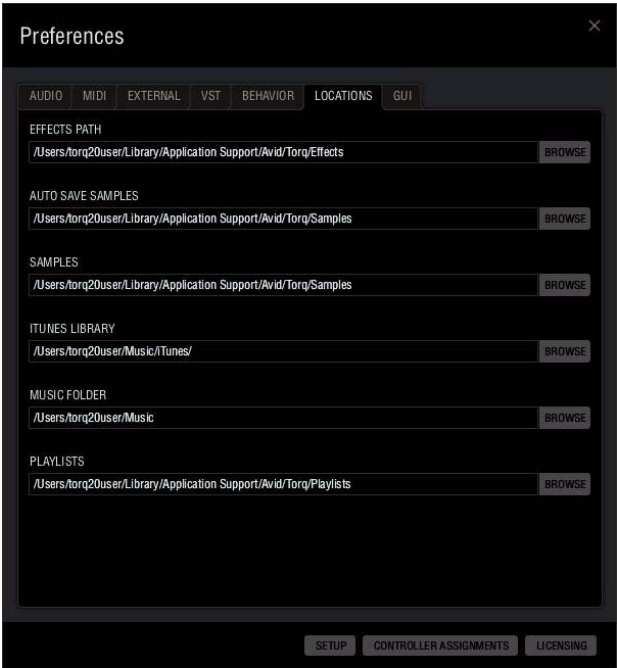 Preferences
AUDIO MIDI EXTERNAL VST BEHAVIOR LOCATIONS GUI
EFFECTS PATH
/Users/torq20user/Library/Application Support/Avid/Torq/Effects BROWSE
AUTO SAVE SAMPLES
/Users/torq20user/Library/Application Support/Avid/Torq/Samples BROWSE
SAMPLES
/Users/torq20user/Library/Application Support/Avid/Torq/Samples BROWSE
ITUNES LIBRARY
/Users/torq20user/Music/iTunes/ BROWSE
MUSIC FOLDER
/Users/torq20user/Music BROWSE
PLAYLISTS
/Users/torq20user/Library/Application Support/Avid/Torq/Playlists BROWSE
SETUP CONTROLLER ASSIGNMENTS LICENSING